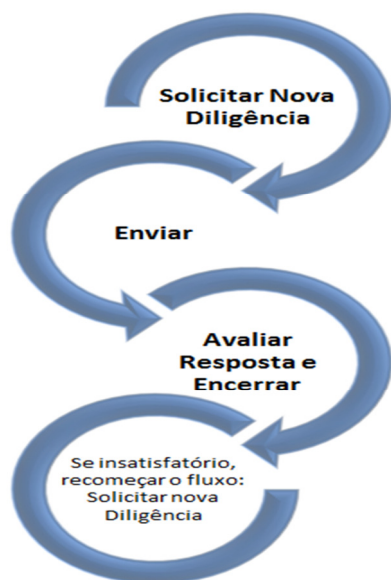 Solicitar Nova
Diligência
Enviar
Avaliar
Resposta e
Encerrar
Se insatisfatório,
recomeçar o fluxo:
Solicitar nova
Diligência